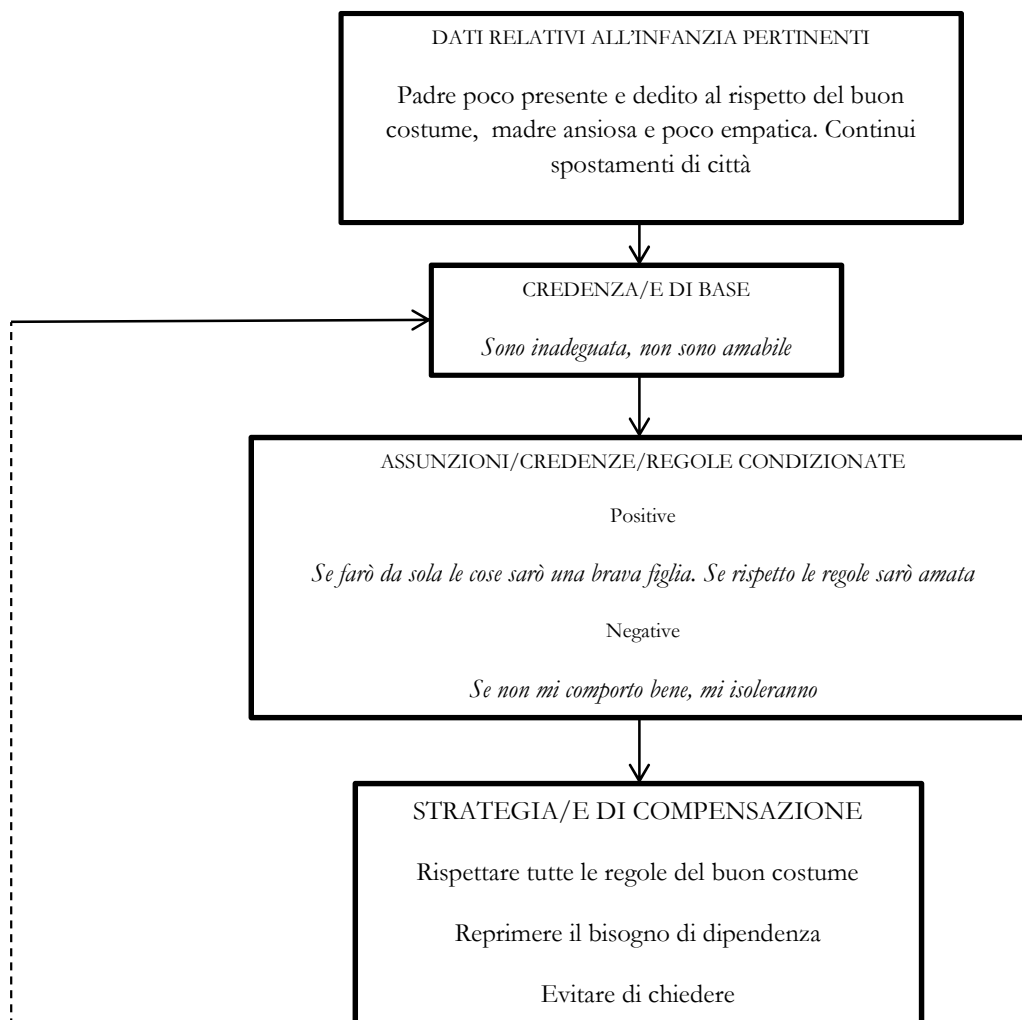 DATI RELATIVI ALL'INFANZIA PERTINENTI
Padre poco presente e dedito al rispetto del buon
costume,  madre ansiosa e poco empatica. Continui
spostamenti di città
CREDENZA/E DI BASE
Sono inadeguata, non sono amabile
ASSUNZIONI/CREDENZE/REGOLE CONDIZIONATE
Positive
Se farò da sola le cose sarò una brava figlia. Se rispetto le regole sarò amata
Negative
Se non mi comporto bene, mi isoleranno
STRATEGIA/E DI COMPENSAZIONE
Rispettare tutte le regole del buon costume
Reprimere il bisogno di dipendenza
Evitare di chiedere